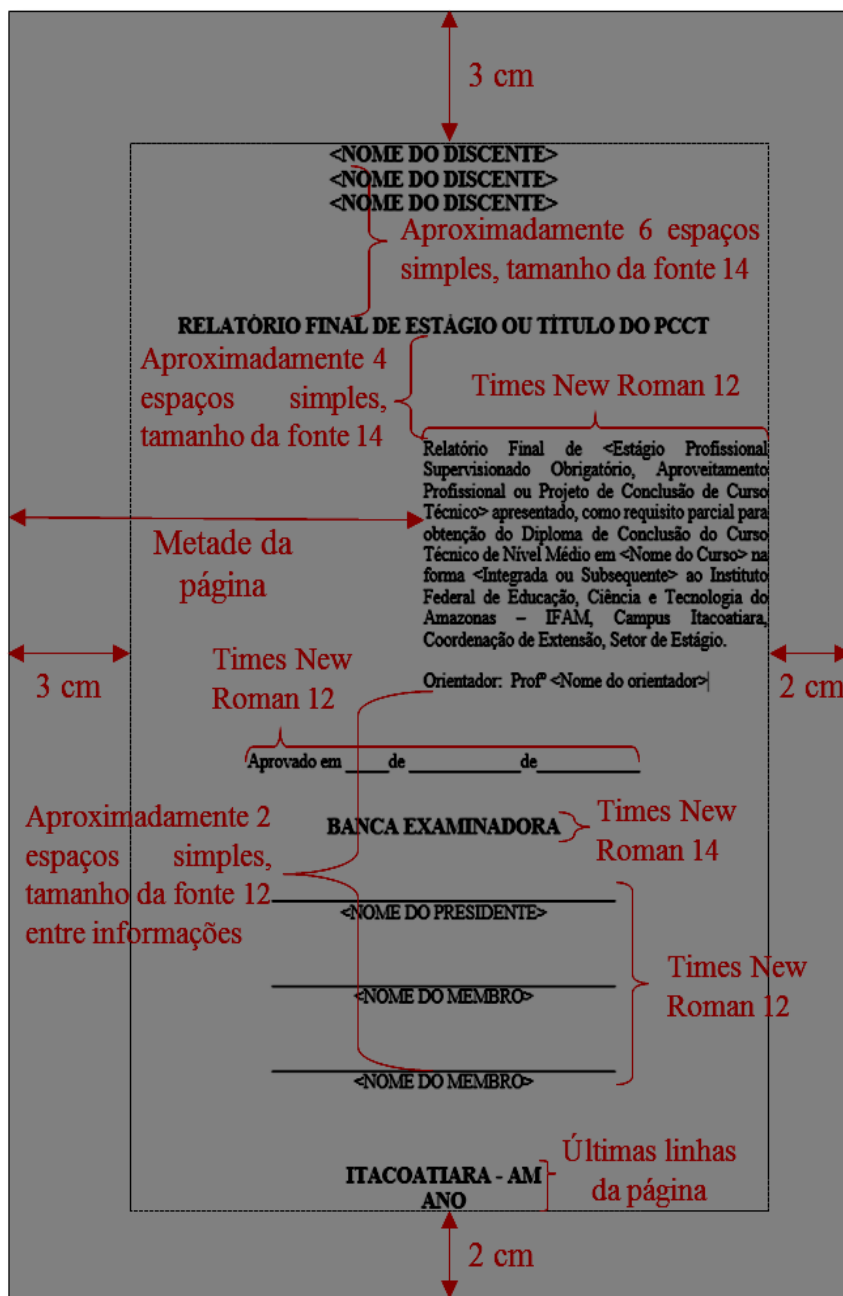 3 cm
<NOME DO DISCENTE>
<NOME DO DISCENTE>
<NOME DO DISCENTE>
Aproximadamente 6 espaços
simples, tamanho da fonte 14
RELATÓRIO FINAL DE ESTÁGIO OU TÍTULO DO PCCT
Aproximadamente 4
espaços simples,
tamanho da fonte 14
Times New Roman 12
Relatório Final de <Estágio Profissional
Supervisionado Obrigatório, Aproveitamento
Profissional ou Projeto de Conclusão de Curso
Técnico> apresentado, como requisito parcial para
obtenção do Diploma de Conclusão do Curso
Técnico de Nível Médio em <Nome do Curso> na
forma <Integrada ou Subsequente> ao Instituto
Federal de Educação, Ciência e Tecnologia do
Amazonas – IFAM, Campus Itacoatiara,
Coordenação de Extensão, Setor de Estágio.
Metade da
página
3 cm
2 cm
Times New
Roman 12
Orientador: Profº <Nome do orientador>
Aprovado em ____de __________de_________
Aproximadamente 2
espaços simples,
tamanho da fonte 12
entre informações
BANCA EXAMINADORA
Times New
Roman 14
<NOME DO PRESIDENTE>
<NOME DO MEMBRO>
<NOME DO MEMBRO>
Times New
Roman 12
ITACOATIARA - AM
ANO
Últimas linhas
da página
2 cm